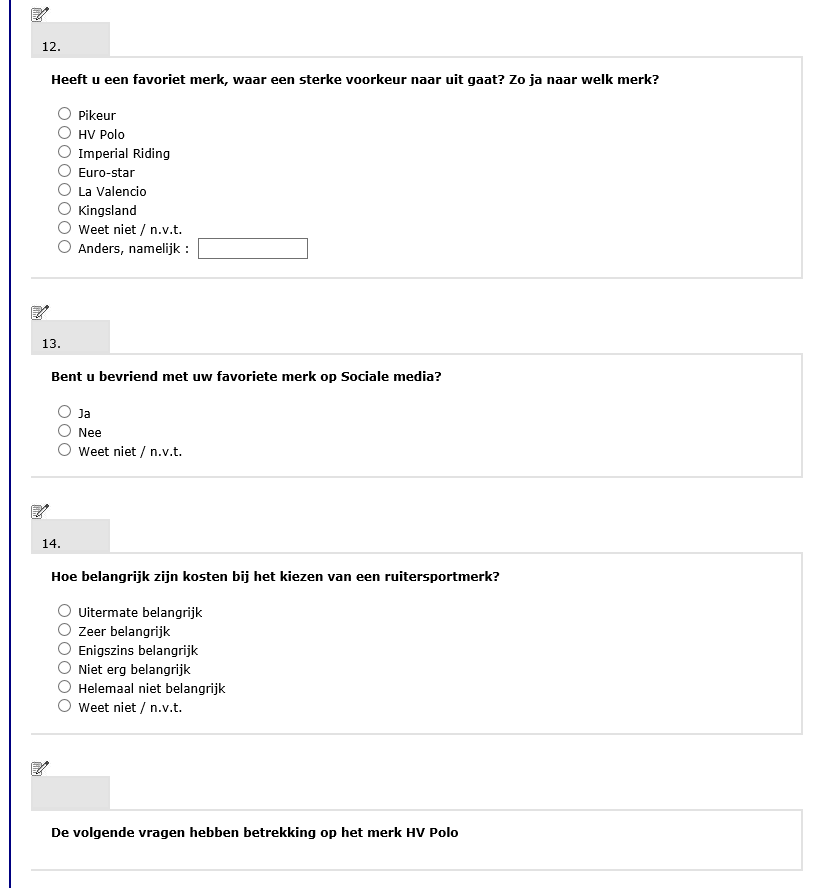 12.
Heeft u een favoriet merk, waar een sterke voorkeur naar uit gaat? Zo ja naar welk merk?
Pikeur
HV Polo
Imperial Riding
Euro-star
La Valencio
Kingsland
Weet niet / n.v.t.
Anders, namelijk :
13.
Bent u bevriend met uw favoriete merk op Sociale media?
Ja
Nee
Weet niet / n.v.t.
14.
Hoe belangrijk zijn kosten bij het kiezen van een ruitersportmerk?
Uitermate belangrijk
Zeer belangrijk
Enigszins belangrijk
Niet erg belangrijk
Helemaal niet belangrijk
Weet niet / n.v.t.
De volgende vragen hebben betrekking op het merk HV Polo